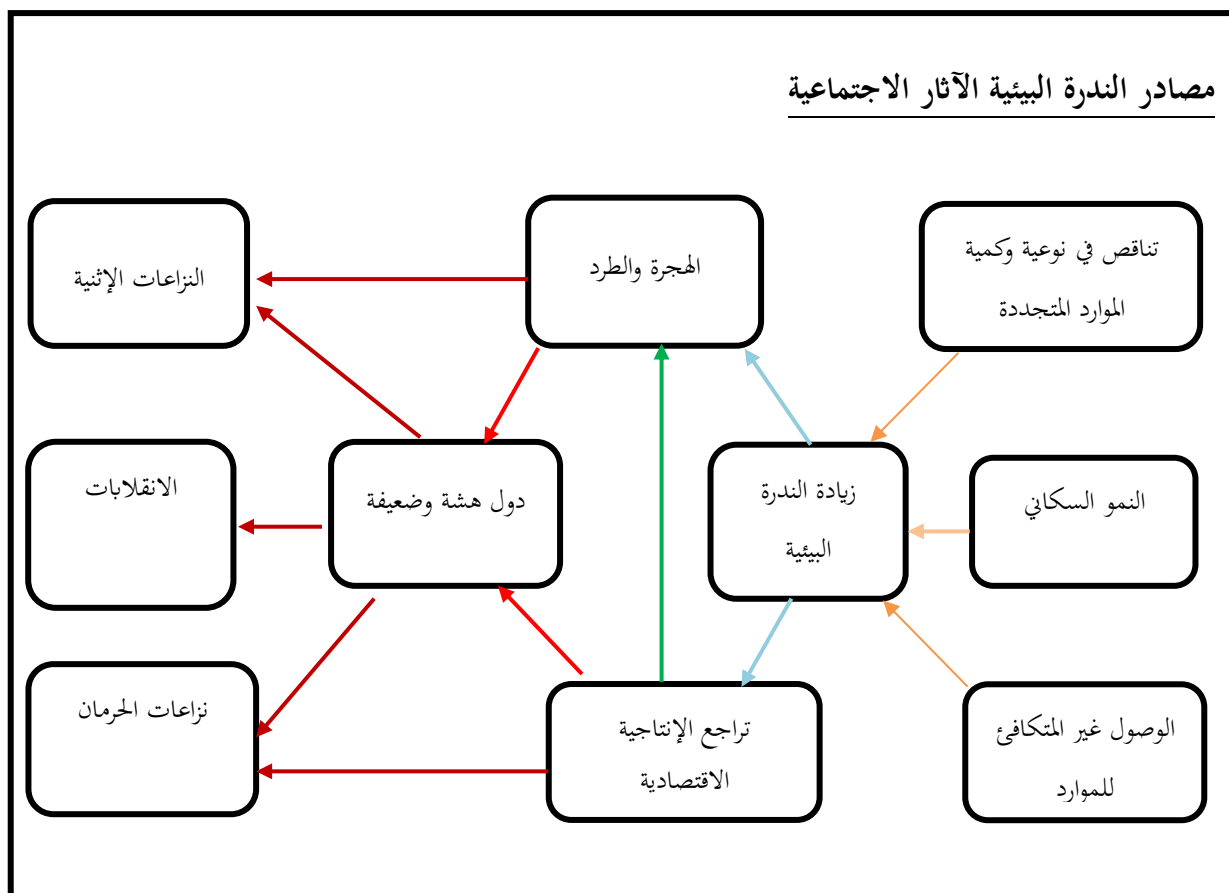 مصادر الندرة البيئية الآثار الاجتماعية
تناقص في نوعية وكمية
الموارد المتجددة
الهجرة والطرد
النزاعات الإثنية
النمو السكاني
زيادة الندرة
البيئية
دول هشة وضعيفة
الانقلابات
الوصول غير المتكافئ
للموارد
تراجع الإنتاجية
الاقتصادية
نزاعات الحرمان